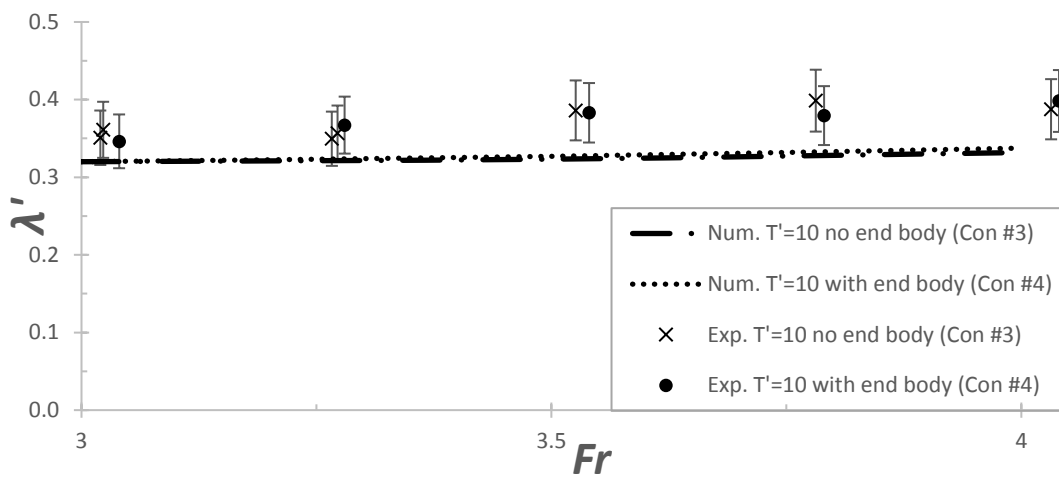 0.5
0.4
0.3
λ'
0.2
0.1
0.0
Num. T'=10 no end body (Con #3)
Num. T'=10 with end body (Con #4)
Exp. T'=10 no end body (Con #3)
Exp. T'=10 with end body (Con #4)
3
3.5
4
Fr